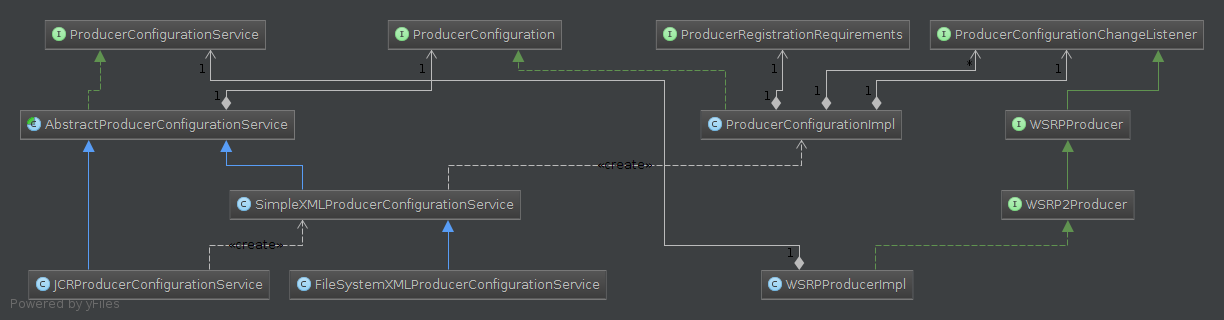 I ProducerConfigurationService
I ProducerConfiguration
I ProducerRegistrationRequirements
I ProducerConfigurationChangeListener
1
1
1
*
1
1
1
1
1
C AbstractProducerConfigurationService
C ProducerConfigurationImpl
I WSRPProducer
«create»
C SimpleXMLProducerConfigurationService
I WSRP2Producer
«create»
1
C JCRProducerConfigurationService
C FileSystemXMLProducerConfigurationService
C WSRPProducerImpl
Powered by yFiles